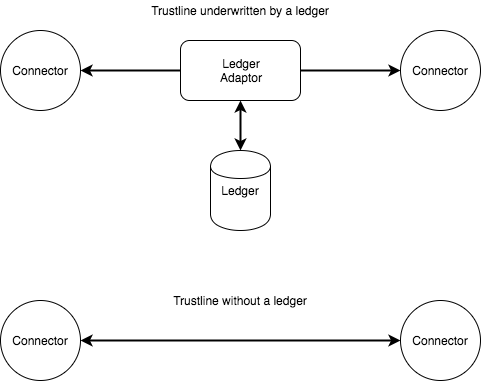 Trustline underwritten by a ledger
Connector
Ledger
Adaptor
Connector
Ledger
Trustline without a ledger
Connector
Connector